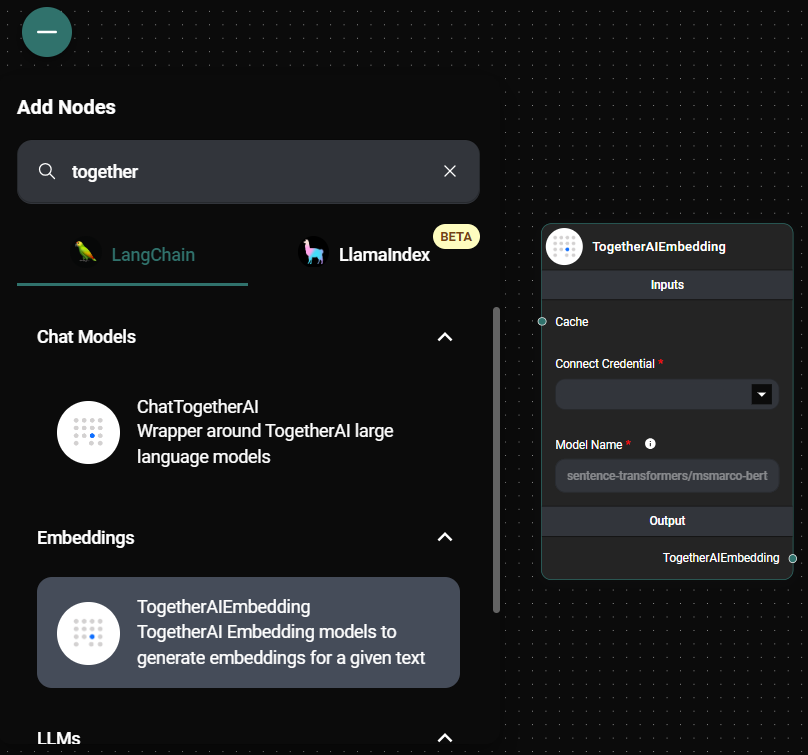 Add Nodes
together
LangChain
LlamaIndex
BETA
Chat Models
ChatTogetherAI
Wrapper around TogetherAI large
language models
Embeddings
TogetherAIEmbedding
TogetherAI Embedding models to
generate embeddings for a given text
LLMs
TogetherAIEmbedding
Inputs
Cache
Connect Credential *
Model Name *
sentence-transformers/msmarco-bert
Output
TogetherAIEmbedding